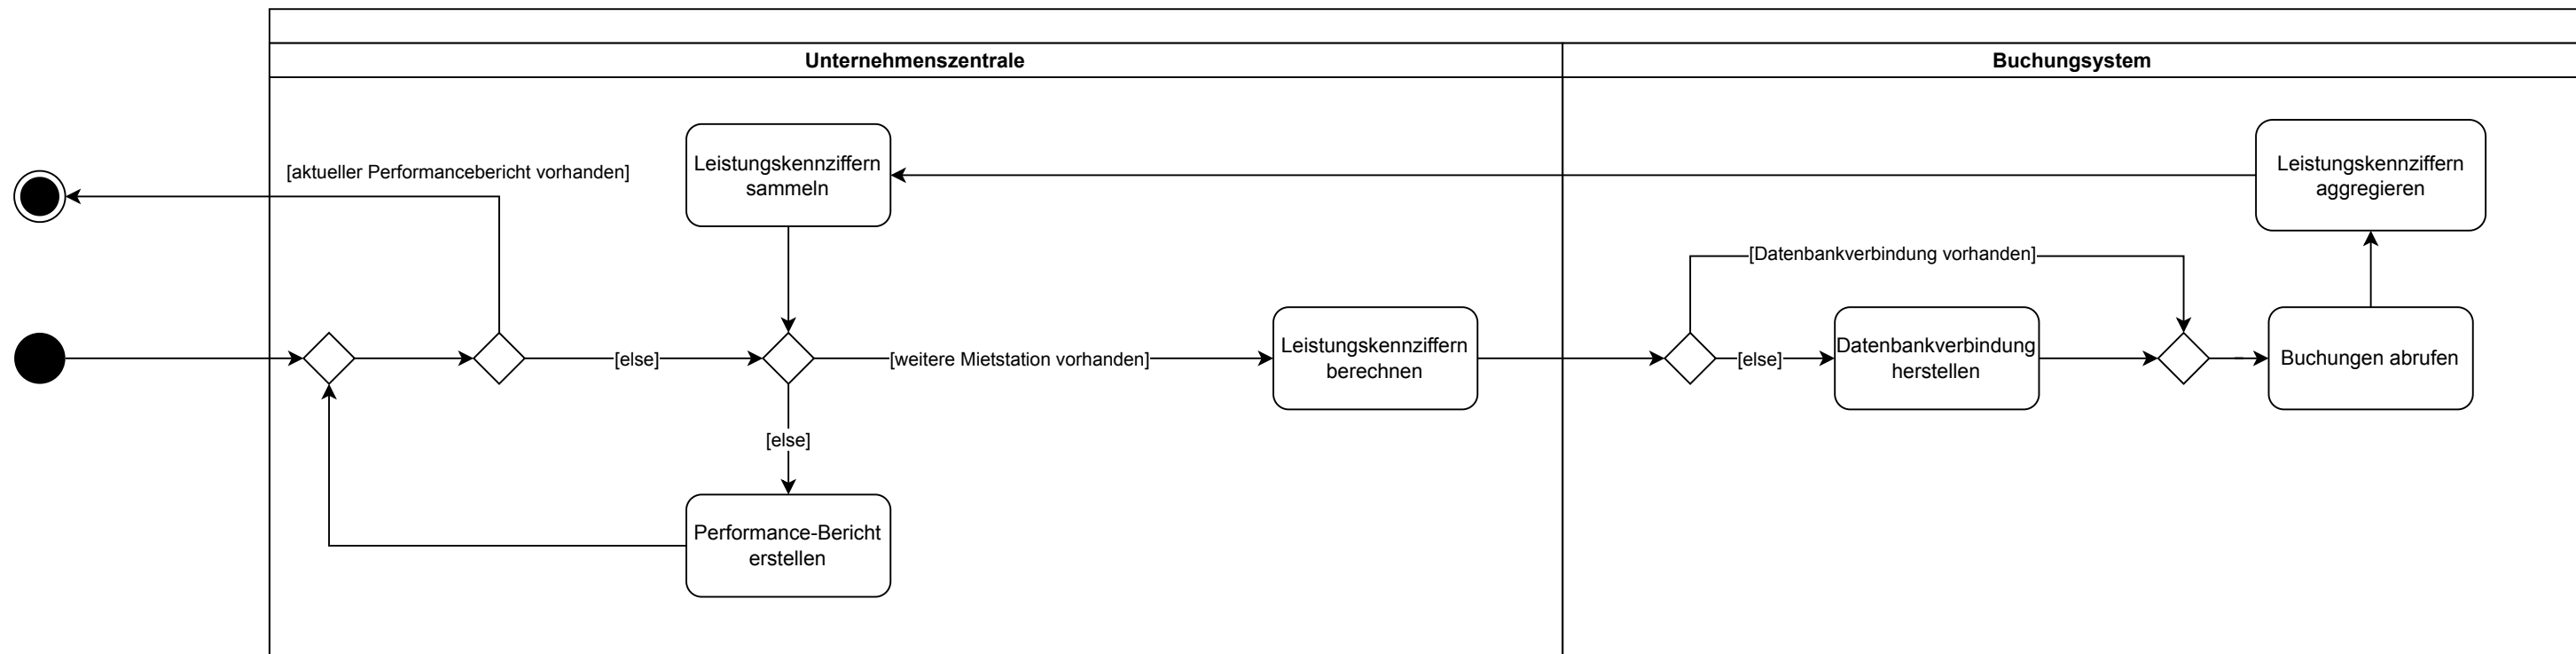 Unternehmenszentrale
Buchungsystem
Leistungskennziffern
sammeln
Leistungskennziffern
aggregieren
[aktueller Performancebericht vorhanden]
[Datenbankverbindung vorhanden]
[else]
[weitere Mietstation vorhanden]
Leistungskennziffern
berechnen
[else]
Datenbankverbindung
herstellen
Buchungen abrufen
[else]
Performance-Bericht
erstellen